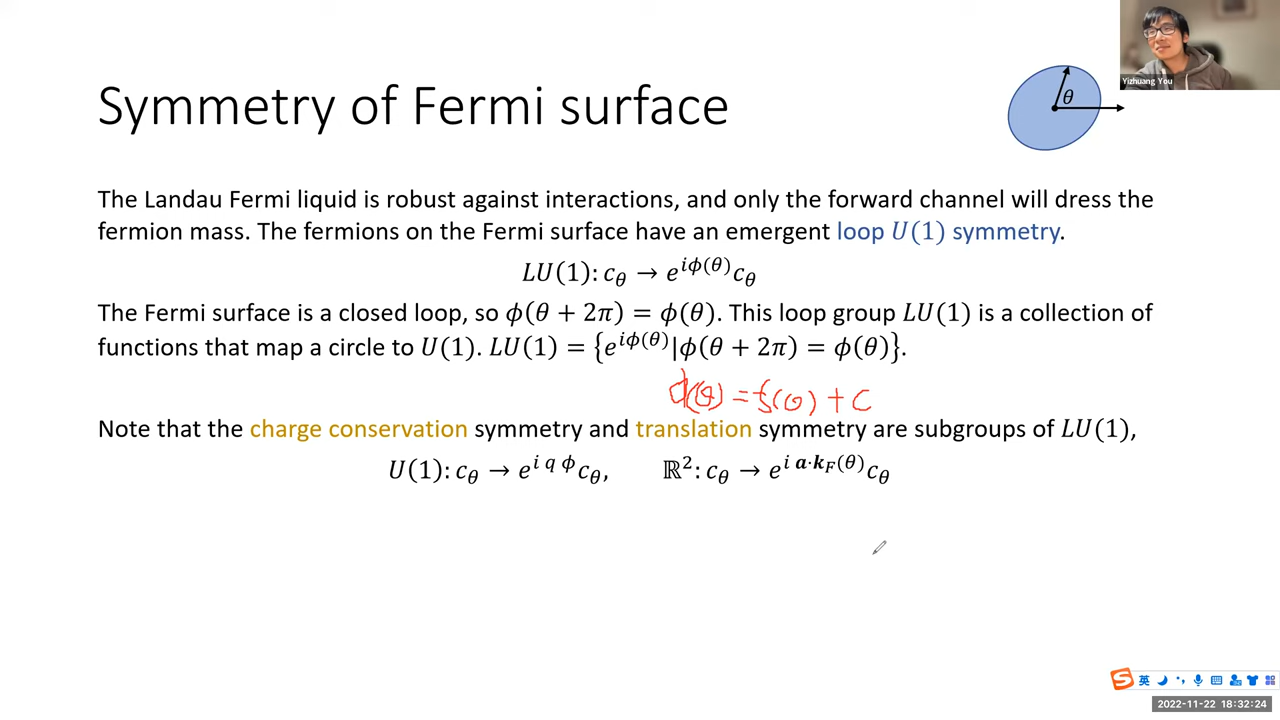 Yizhuang You
θ
Symmetry of Fermi surface
The Landau Fermi liquid is robust against interactions, and only the forward channel will dress the
fermion mass. The fermions on the Fermi surface have an emergent loop U(1) symmetry.
LU(1): c_θ → e^{iϕ(θ)} c_θ
The Fermi surface is a closed loop, so ϕ(θ + 2π) = ϕ(θ). This loop group LU(1) is a collection of
functions that map a circle to U(1). LU(1) = {e^{iϕ(θ)}|ϕ(θ + 2π) = ϕ(θ)}.
ϕ(θ) = f(θ) + C
Note that the charge conservation symmetry and translation symmetry are subgroups of LU(1),
U(1): c_θ → e^{i q ϕ} c_θ, ℝ²: c_θ → e^{i a·k_F(θ)} c_θ
英
2022-11-22 18:32:24